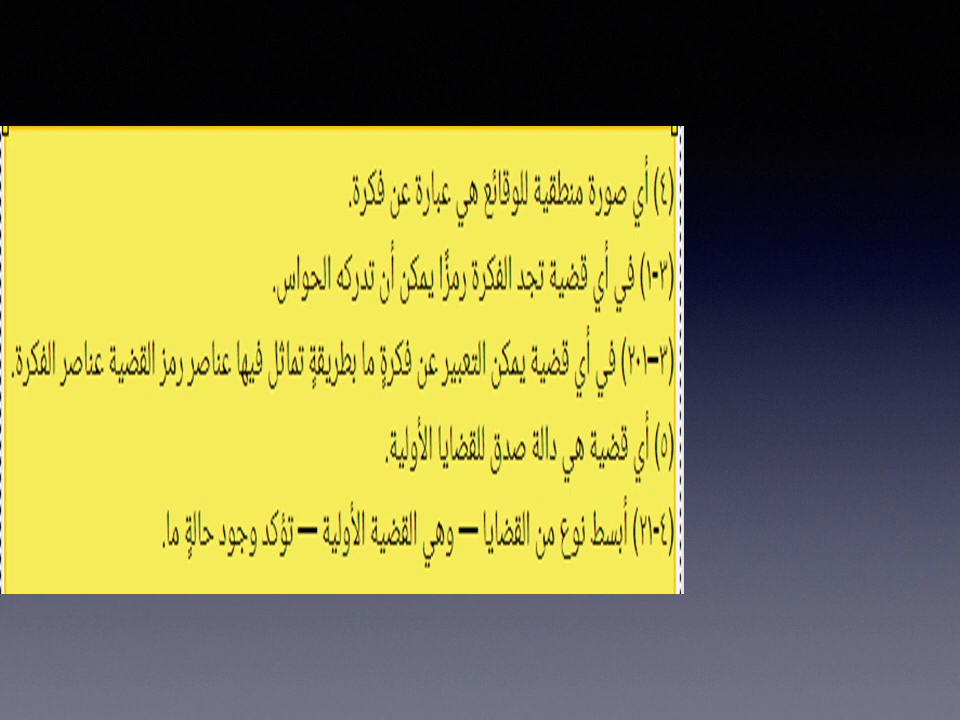 (٤) أي صورة منطقية للوقائع هي عبارة عن فكرة.
(٣-١) في أي قضية تجد الفكرة رمزًا يمكن أن تدركه الحواس.
(٣–٢٠١) في أي قضية يمكن التعبير عن فكرةٍ ما بطريقةٍ تماثل فيها عناصر رمز القضية عناصر الفكرة.
(٥) أي قضية هي دالة صدق للقضايا الأولية.
(٤-٢١) أبسط نوع من القضايا — وهي القضية الأولية — تؤكد وجود حالةٍ ما.